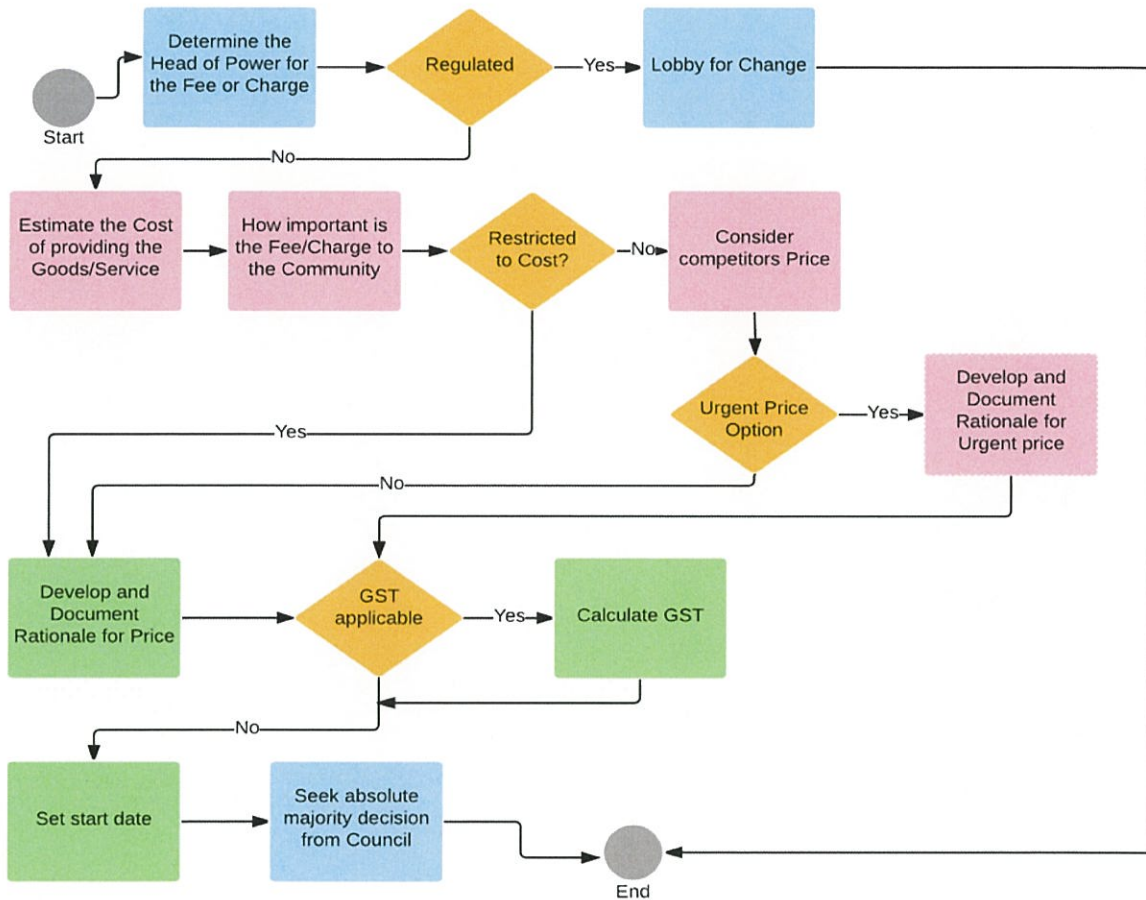 Determine the
Head of Power for
the Fee or Charge
Regulated
Yes
Lobby for Change
Start
No
Estimate the Cost
of providing the
Goods/Service
How important is
the Fee/Charge to
the Community
Restricted
to Cost?
No
Consider
competitors Price
Urgent Price
Option
Yes
Develop and
Document
Rationale for
Urgent price
Yes
No
Develop and
Document
Rationale for Price
GST
applicable
Yes
Calculate GST
No
Set start date
Seek absolute
majority decision
from Council
End